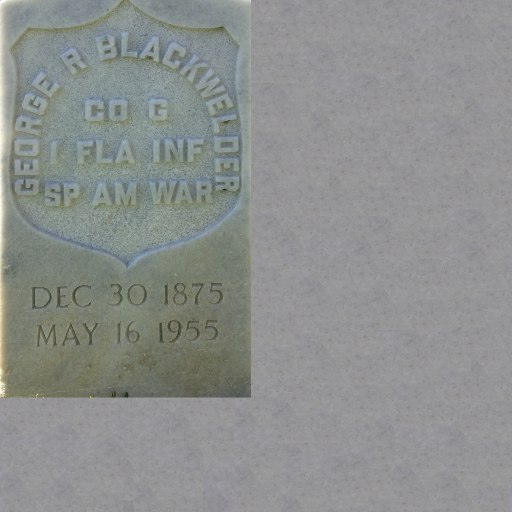 GEORGE R BLACKWELDER
CO G
1 FLA INF
SP AM WAR
DEC 30 1875
MAY 16 1955